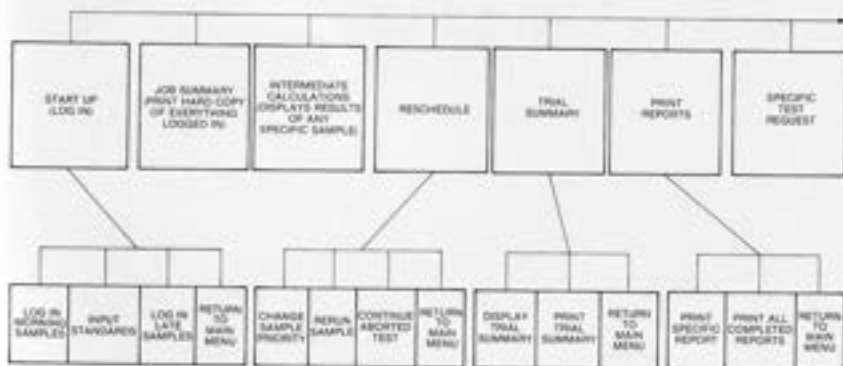 START UP
(LOG IN)
JOB SUMMARY
(PRINT HARD COPY
OF EVERYTHING
LOGGED IN)
INTERMEDIATE
CALCULATIONS
(DISPLAYS RESULTS
OF ANY
SPECIFIC SAMPLE)
RESCHEDULE
TRIAL
SUMMARY
PRINT
REPORTS
SPECIFIC
TEST
REQUEST
LOG IN
MORNING
SAMPLES
INPUT
STANDARDS
LOG IN
LATE
SAMPLES
RETURN
TO
MAIN
MENU
CHANGE
SAMPLE
PRIORITY
RERUN
SAMPLE
CONTINUE
ABORTED
TEST
RETURN
TO
MAIN
MENU
DISPLAY
TRIAL
SUMMARY
PRINT
TRIAL
SUMMARY
RETURN
TO
MAIN
MENU
PRINT
SPECIFIC
REPORT
PRINT ALL
COMPLETED
REPORTS
RETURN
TO
MAIN
MENU